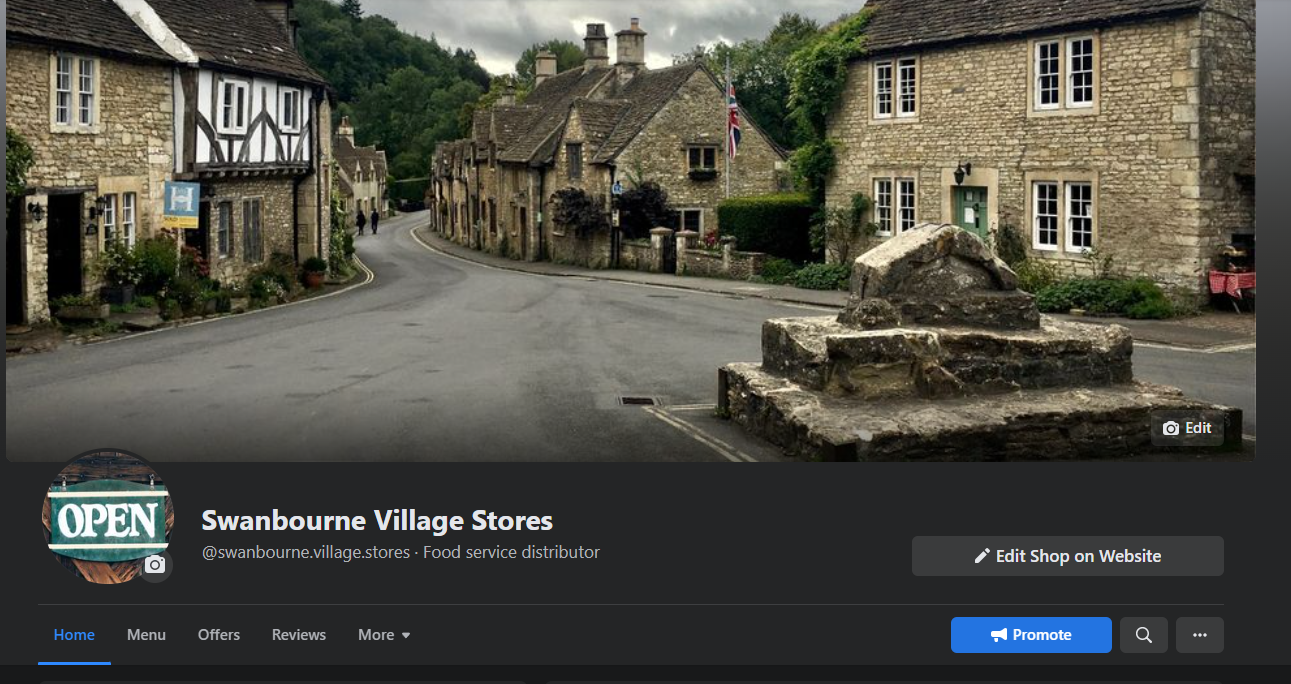 H
SOLD
Edit
OPEN
Swanbourne Village Stores
@swanbourne.village.stores · Food service distributor
Edit Shop on Website
Home
Menu
Offers
Reviews
More
Promote